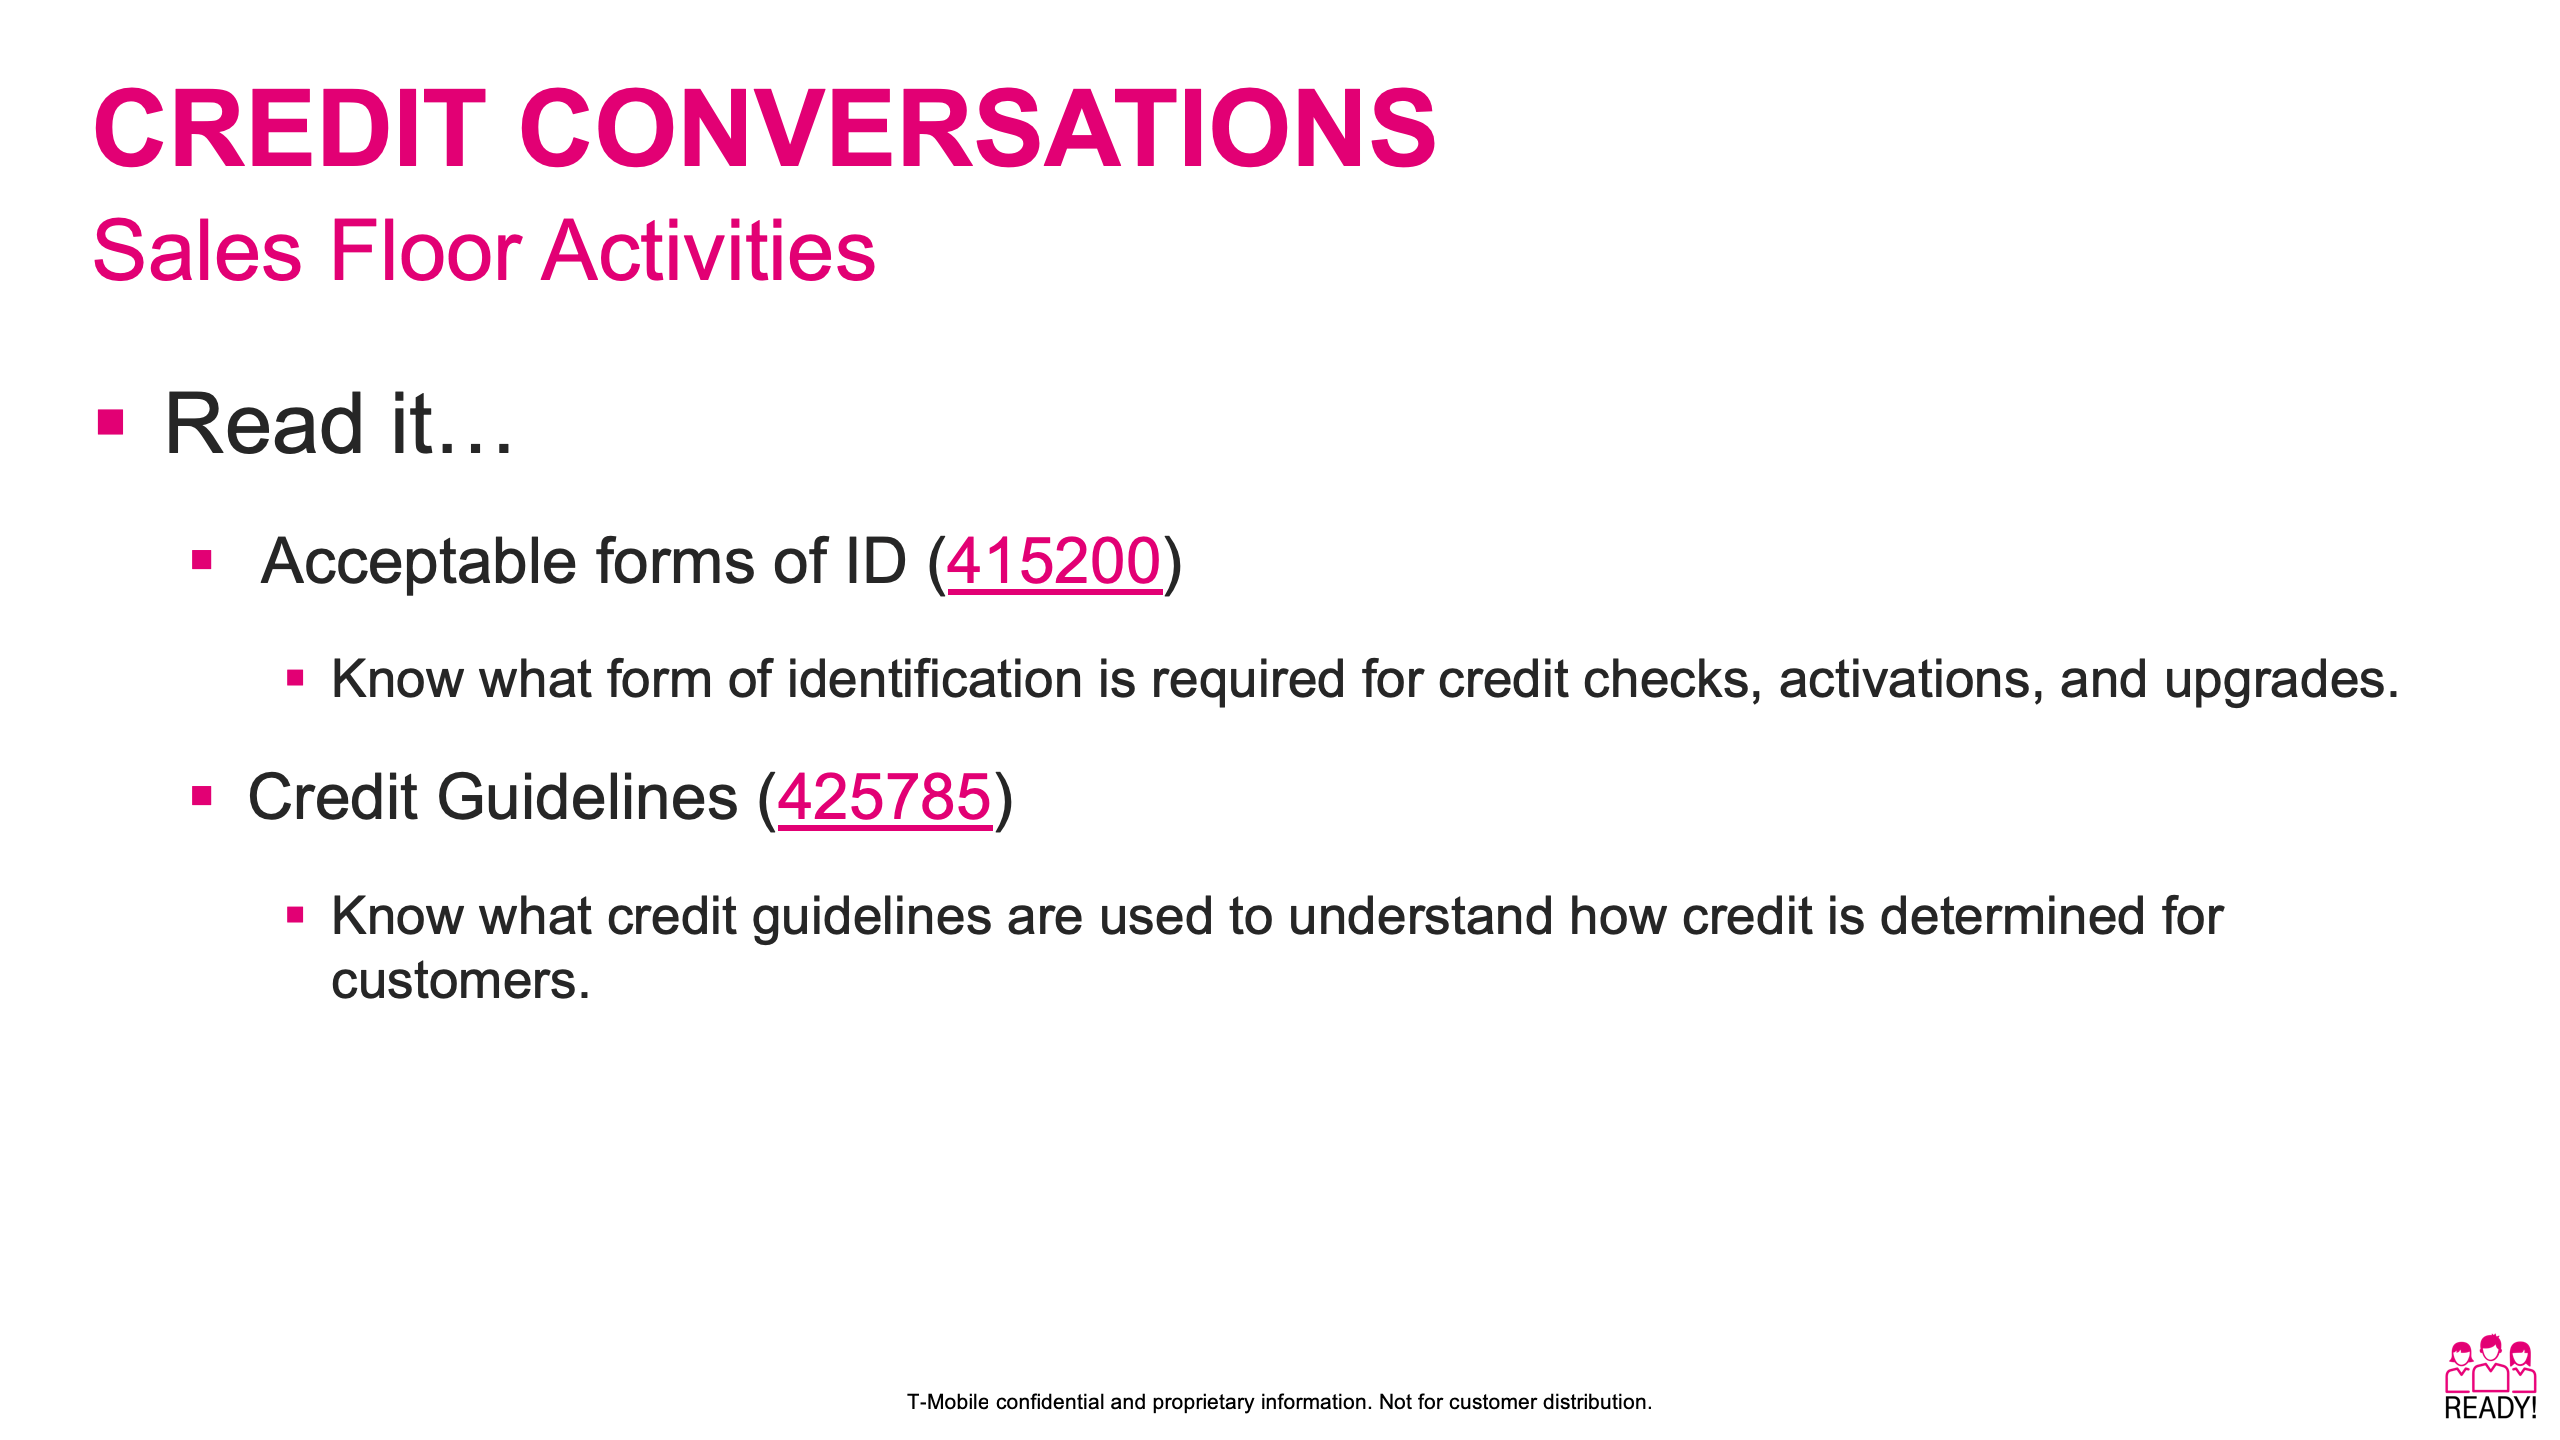 CREDIT CONVERSATIONS
Sales Floor Activities
▪ Read it…
▪ Acceptable forms of ID (415200)
▪ Know what form of identification is required for credit checks, activations, and upgrades.
▪ Credit Guidelines (425785)
▪ Know what credit guidelines are used to understand how credit is determined for
customers.
T-Mobile confidential and proprietary information. Not for customer distribution.
READY!